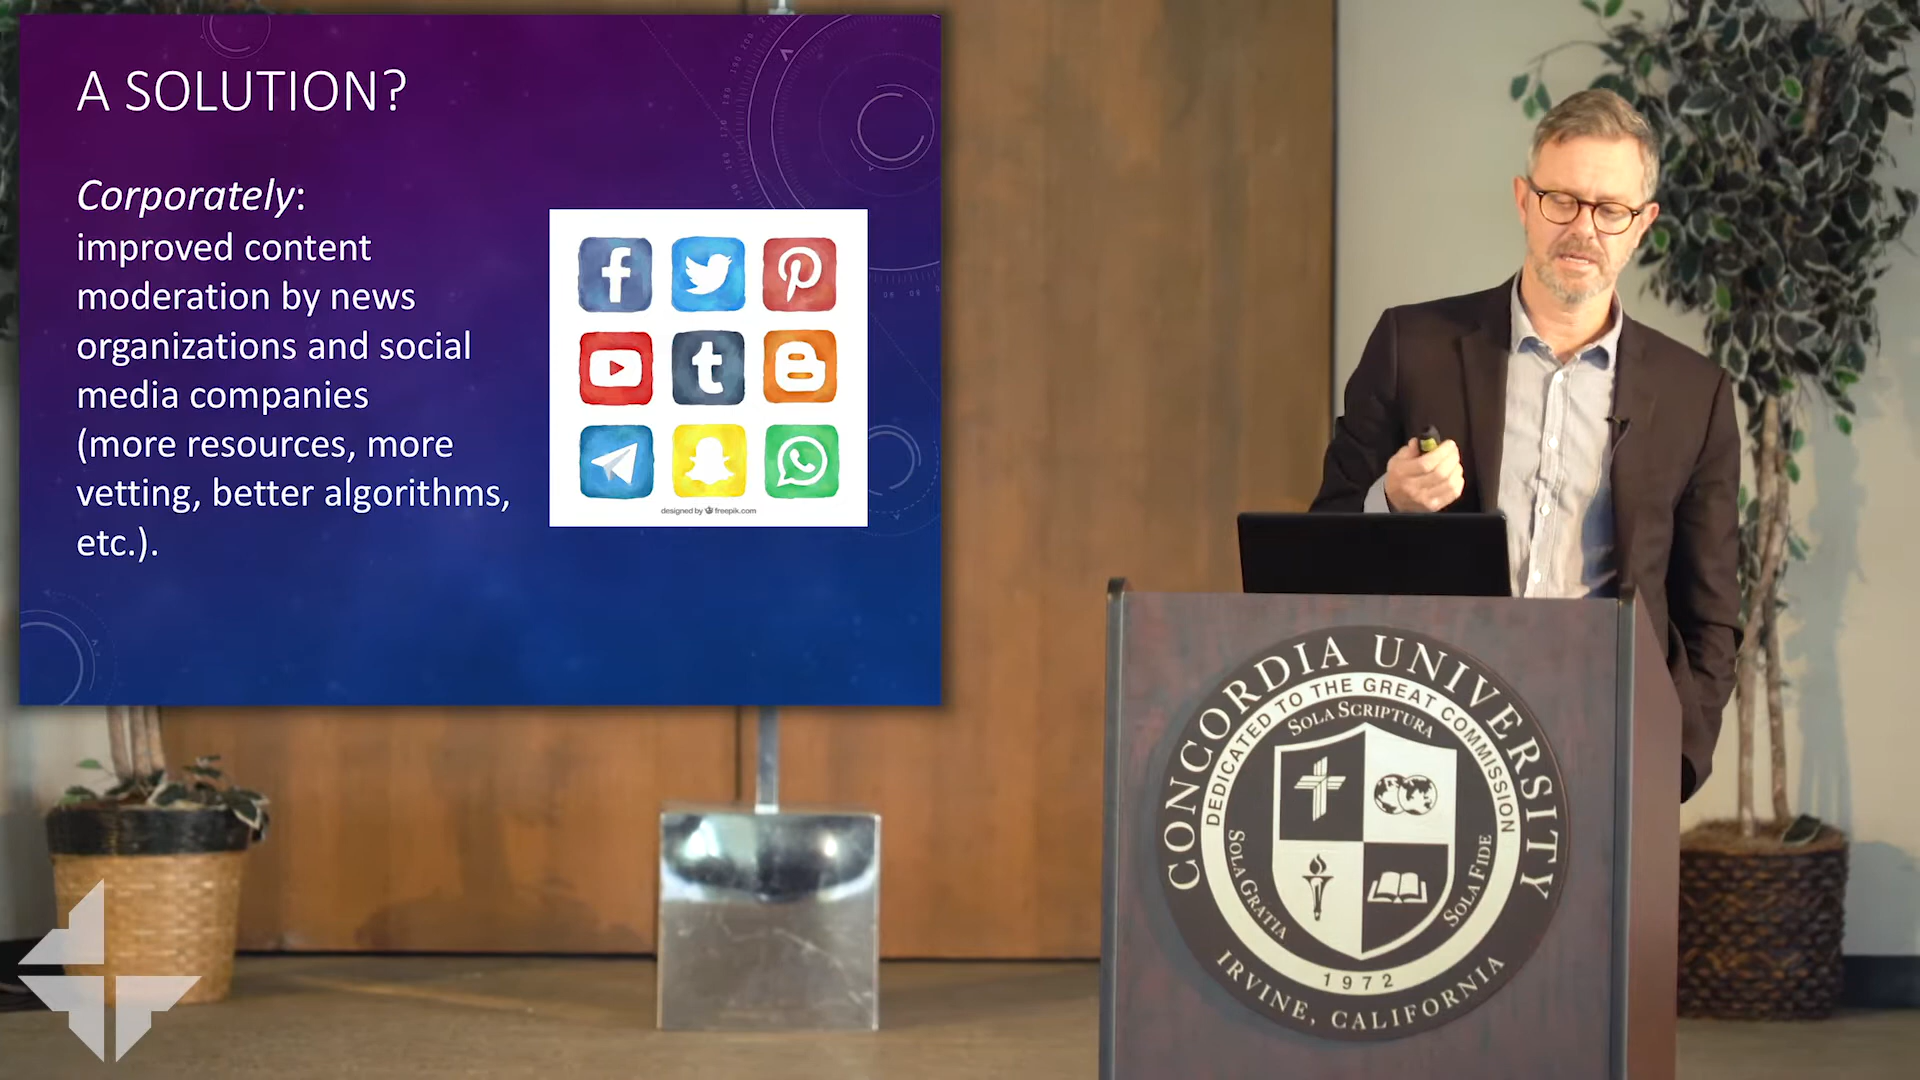 A SOLUTION?
Corporately:
improved content
moderation by news
organizations and social
media companies
(more resources, more
vetting, better algorithms,
etc.).
designed by freepik.com
CONCORDIA UNIVERSITY
DEDICATED TO THE GREAT COMMISSION
SOLA SCRIPTURA
SOLA GRATIA
SOLA FIDE
1972
IRVINE, CALIFORNIA